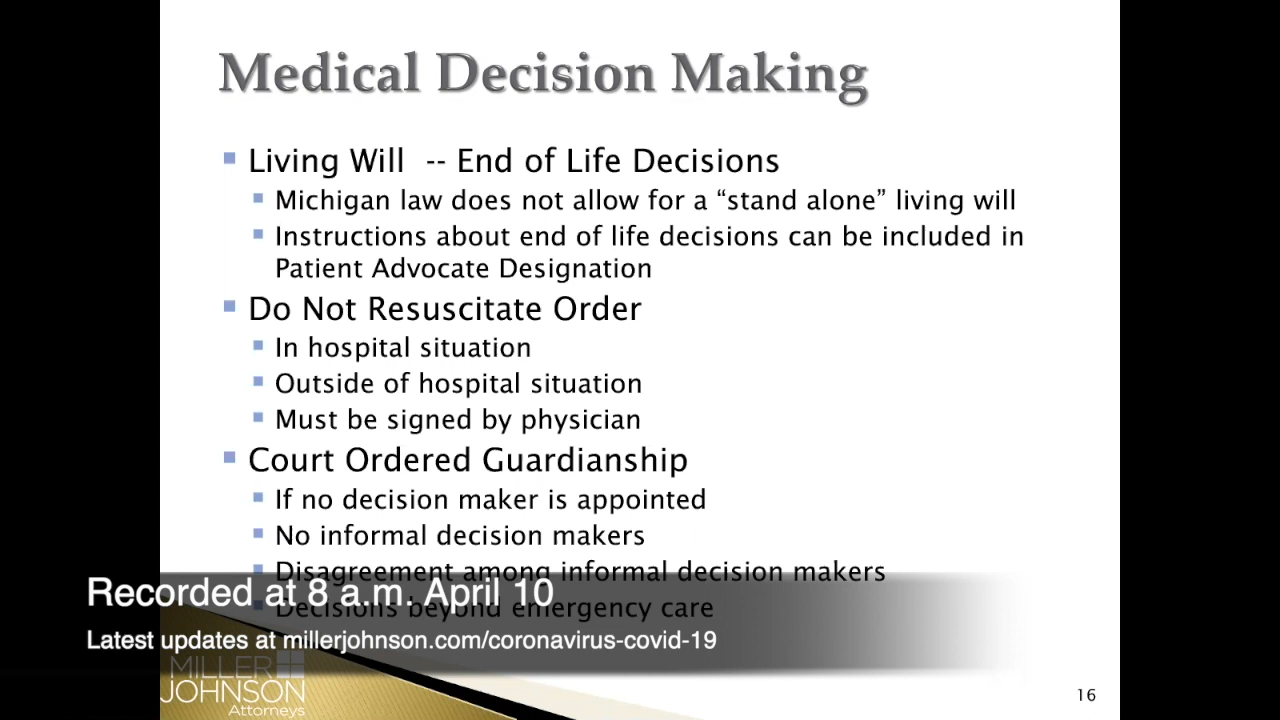 Medical Decision Making
Living Will -- End of Life Decisions
Michigan law does not allow for a “stand alone” living will
Instructions about end of life decisions can be included in
Patient Advocate Designation
Do Not Resuscitate Order
In hospital situation
Outside of hospital situation
Must be signed by physician
Court Ordered Guardianship
If no decision maker is appointed
No informal decision makers
Disagreement among informal decision makers
Decisions beyond emergency care
Recorded at 8 a.m. April 10
Latest updates at millerjohnson.com/coronavirus-covid-19
MILLER
JOHNSON
Attorneys
16